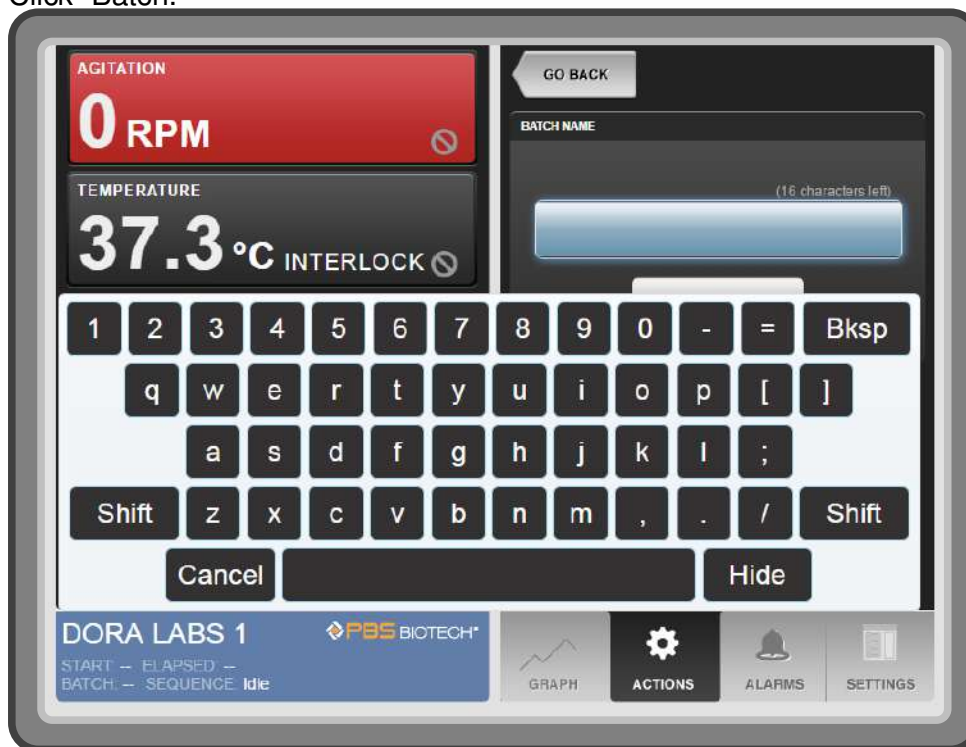 Click "Batch."
AGITATION
0 RPM
TEMPERATURE
37.3 °C INTERLOCK
GO BACK
BATCH NAME
(16 characters left)
1 2 3 4 5 6 7 8 9 0 - = Bksp
q w e r t y u i o p [ ]
a s d f g h j k l ;
Shift z x c v b n m , . / Shift
Cancel Hide
DORA LABS 1 PBS BIOTECH
START: -- ELAPSED: --
BATCH: -- SEQUENCE: Idle
GRAPH ACTIONS ALARMS SETTINGS